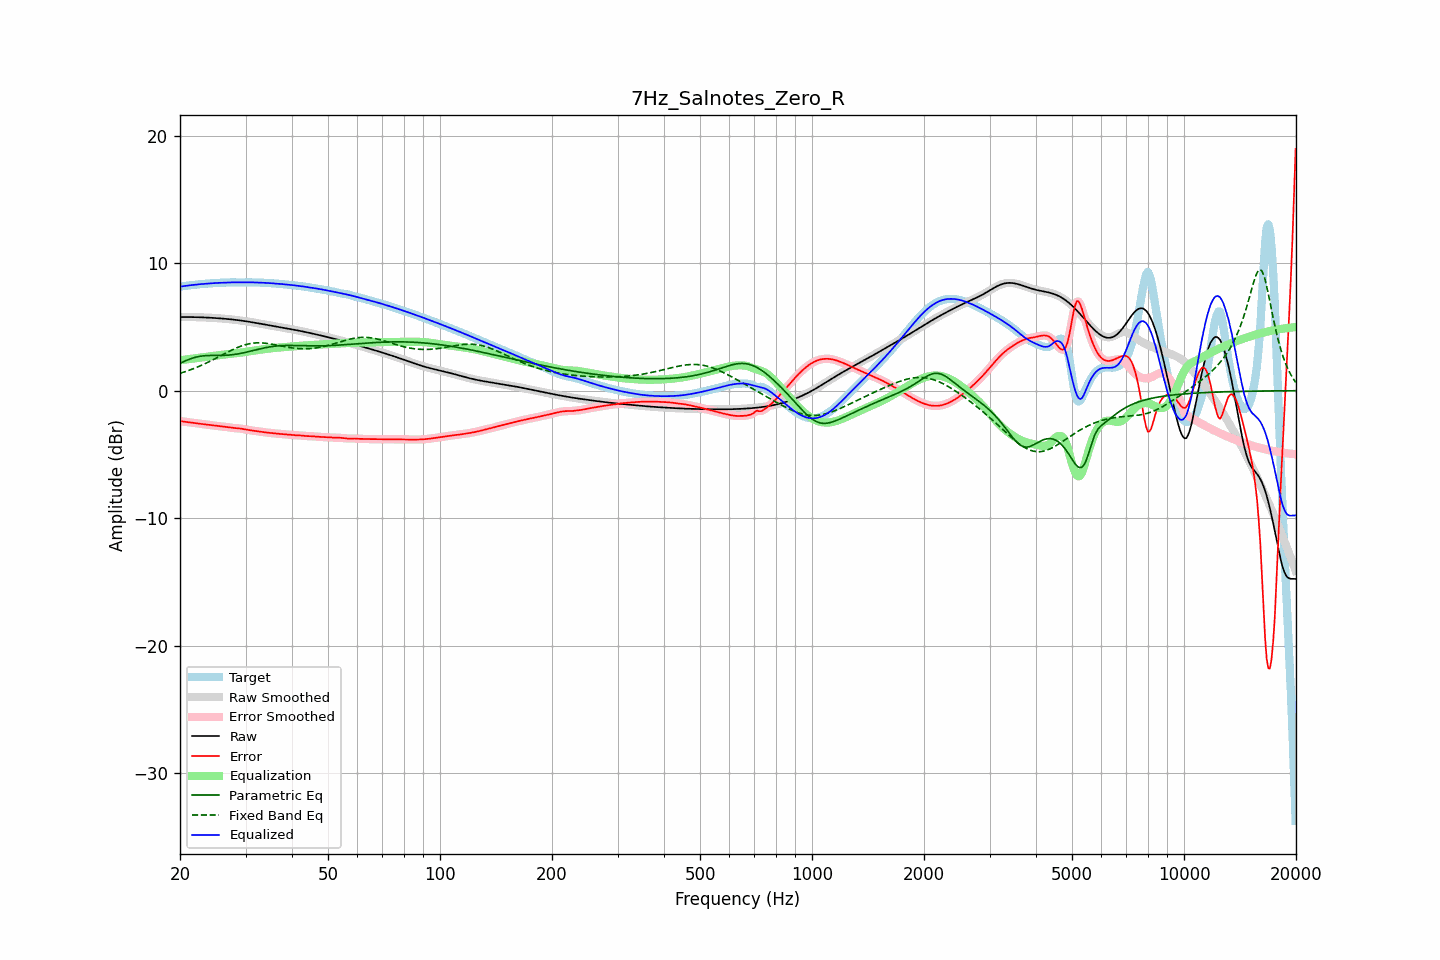 7Hz_Salnotes_Zero_R
20
10
0
−10
−20
−30
Amplitude (dBr)
Target
Raw Smoothed
Error Smoothed
Raw
Error
Equalization
Parametric Eq
Fixed Band Eq
Equalized
20 50 100 200 500 1000 2000 5000 10000 20000
Frequency (Hz)